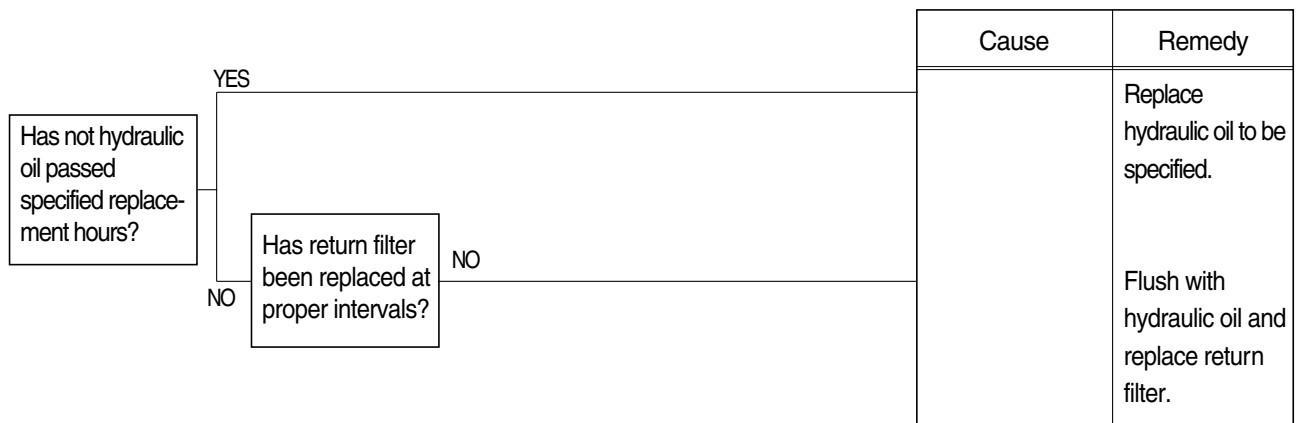 Cause
Remedy
YES
Replace
hydraulic oil to be
specified.
Has not hydraulic
oil passed
specified replace-
ment hours?
NO
Has return filter
been replaced at
proper intervals?
NO
Flush with
hydraulic oil and
replace return
filter.